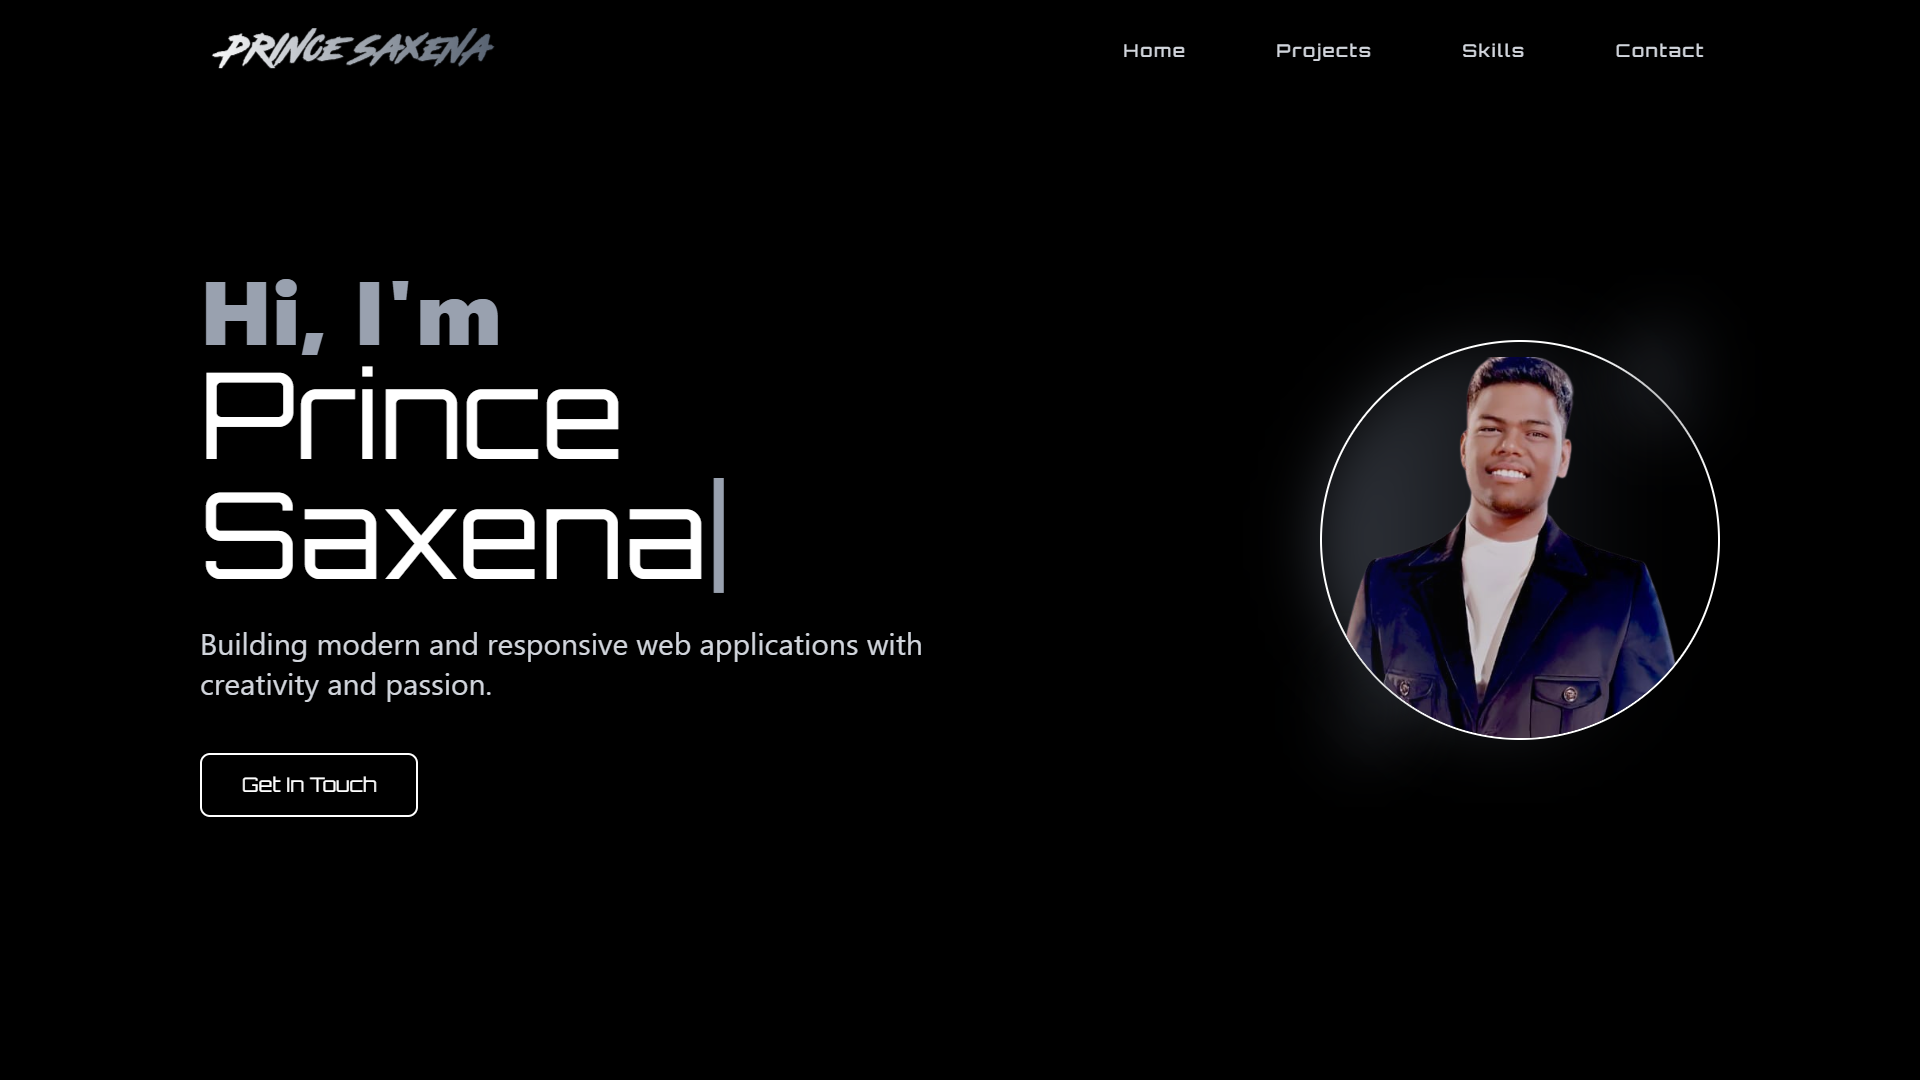 PRINCE SAXENA
Home
Projects
Skills
Contact
Hi, I'm
Prince
Saxena
Building modern and responsive web applications with
creativity and passion.
Get In Touch